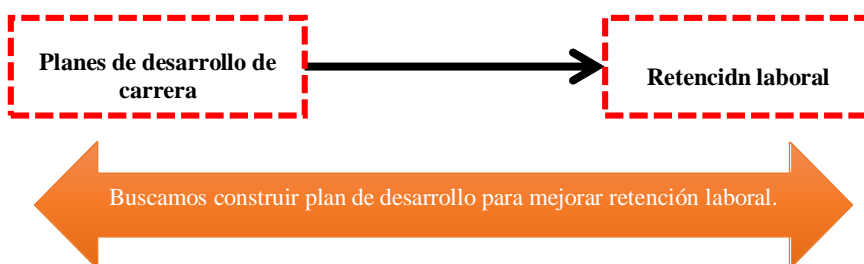 Planes de desarrollo de
carrera
Retencidn laboral
Buscamos construir plan de desarrollo para mejorar retención laboral.